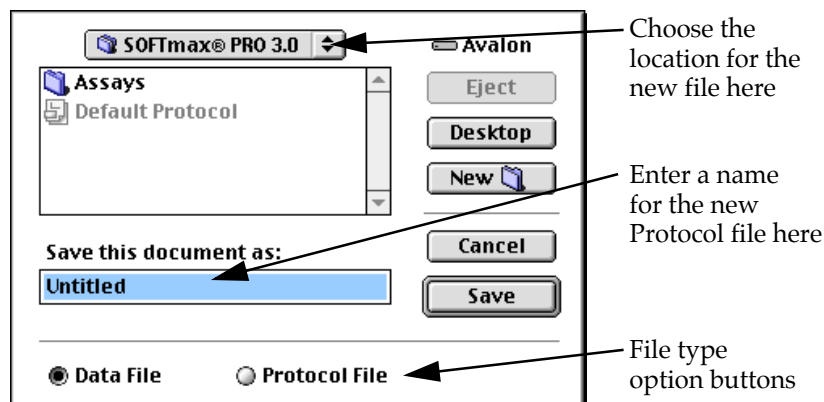 SOFTmax® PRO 3.0
Avalon
Choose the
location for the
new file here
Assays
Default Protocol
Eject
Desktop
New
Enter a name
for the new
Protocol file here
Save this document as:
Untitled
Cancel
Save
Data File
Protocol File
File type
option buttons